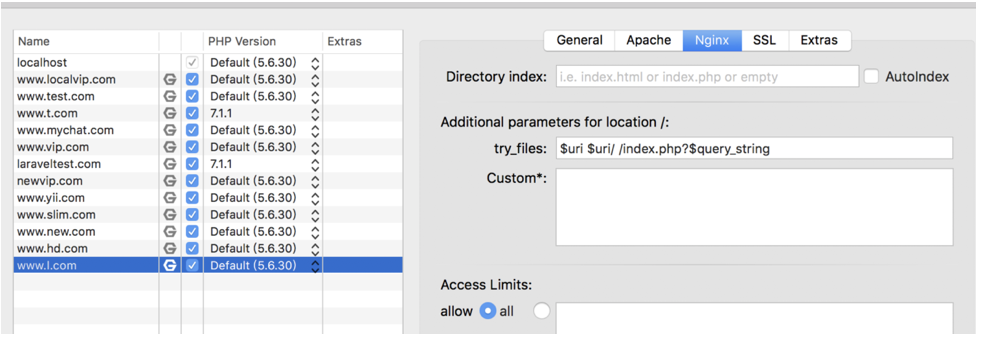 Name PHP Version Extras
localhost Default (5.6.30)
www.localvip.com Default (5.6.30)
www.test.com Default (5.6.30)
www.t.com 7.1.1
www.mychat.com Default (5.6.30)
www.vip.com Default (5.6.30)
laraveltest.com 7.1.1
newvip.com Default (5.6.30)
www.yii.com Default (5.6.30)
www.slim.com Default (5.6.30)
www.new.com Default (5.6.30)
www.hd.com Default (5.6.30)
www.l.com Default (5.6.30)
General Apache Nginx SSL Extras
Directory index: i.e. index.html or index.php or empty AutoIndex
Additional parameters for location /:
try_files: $uri $uri/ /index.php?$query_string
Custom*:
Access Limits:
allow all